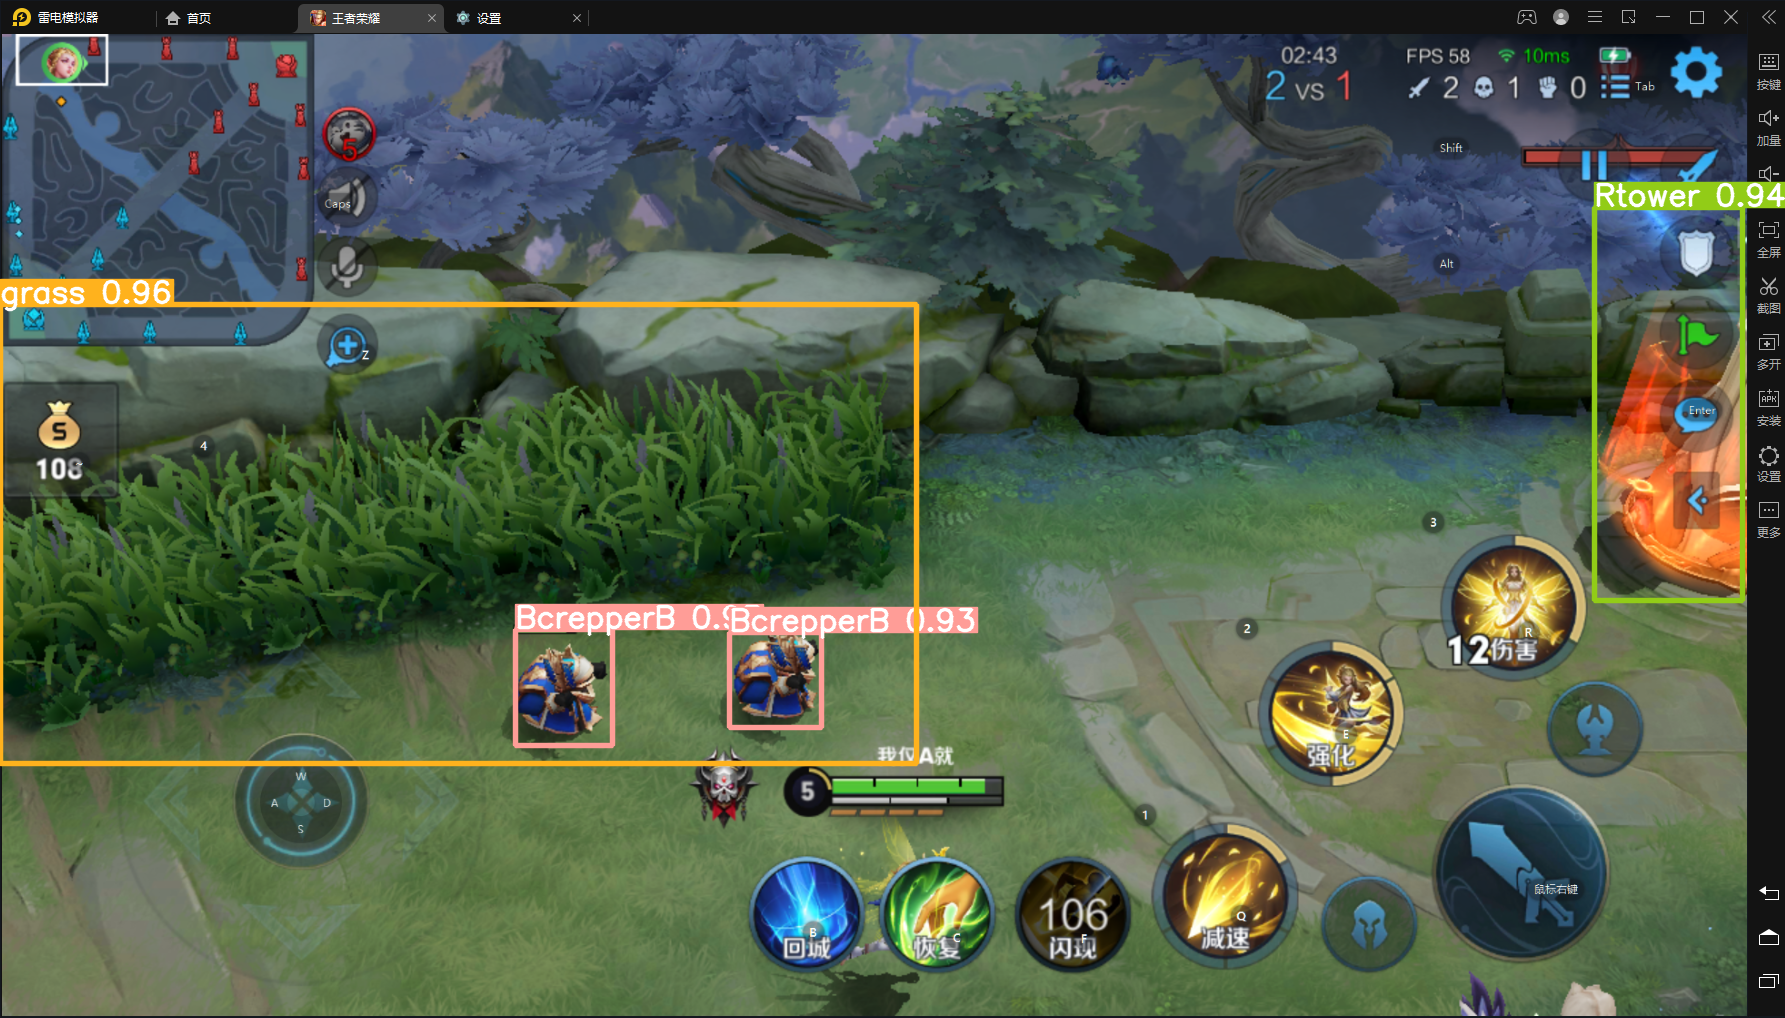 雷电模拟器
首页
王者荣耀
设置
02:43
2 vs 1
FPS 58
10ms
2
1
0
Tab
按键
加量
Shift
5
Caps
Rtower 0.94
Alt
全屏
grass 0.96
截图
Z
多开
S
108
4
Enter
APK
安装
设置
3
更多
BcrepperB
BcrepperB 0.93
2
R
12伤害
E
强化
5
W
A
D
S
1
106
F
闪现
B
回城
C
恢复
Q
减速
鼠标右键